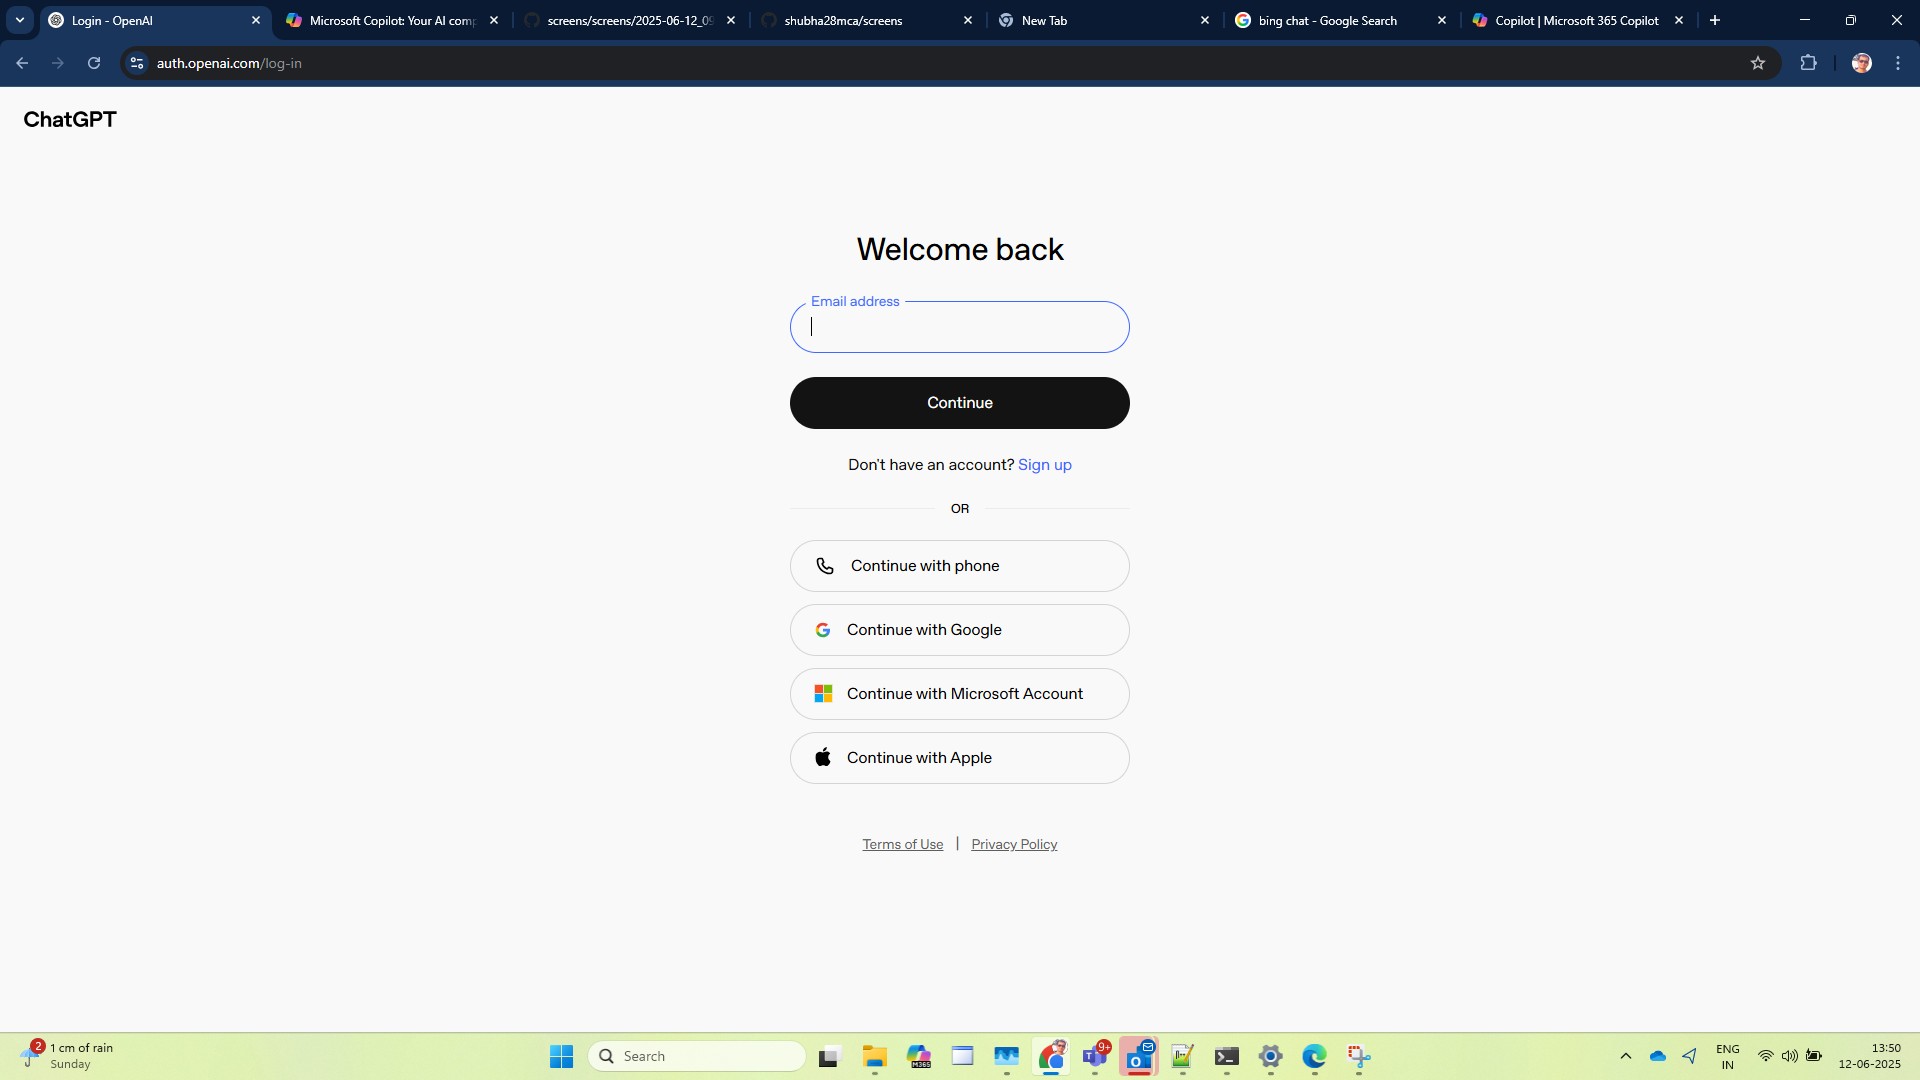 Login - OpenAI
Microsoft Copilot: Your AI comp
screens/screens/2025-06-12_09
shubha28mca/screens
New Tab
bing chat - Google Search
Copilot | Microsoft 365 Copilot
auth.openai.com/log-in
ChatGPT
Welcome back
Email address
Continue
Don't have an account? Sign up
OR
Continue with phone
Continue with Google
Continue with Microsoft Account
Continue with Apple
Terms of Use | Privacy Policy
2
1 cm of rain
Sunday
Search
M365
9+
ENG
IN
13:50
12-06-2025